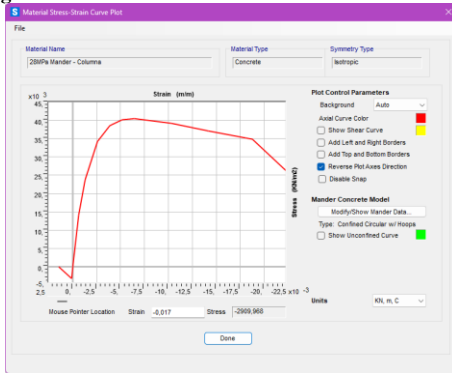 Material Stress-Strain Curve Plot
File
Material Name
28MPa Mander - Columns
Material Type
Concrete
Symmetry Type
Isotropic
x10 3
Strain (m/m)
45,
40,
35,
30,
25,
20,
15,
10,
5,
0,
-5,
2,5 0, -2,5 -5, -7,5 -10, -12,5 -15, -17,5 -20, -22,5 x10 -3
Stress (KN/m2)
Mouse Pointer Location Strain -0,017 Stress -2909,968
Plot Control Parameters
Background Auto
Axial Curve Color
Show Shear Curve
Add Left and Right Borders
Add Top and Bottom Borders
Reverse Plot Axes Direction
Disable Snap
Mander Concrete Model
Modify/Show Mander Data...
Type: Confined Circular w/ Hoops
Show Unconfined Curve
Units KN, m, C
Done